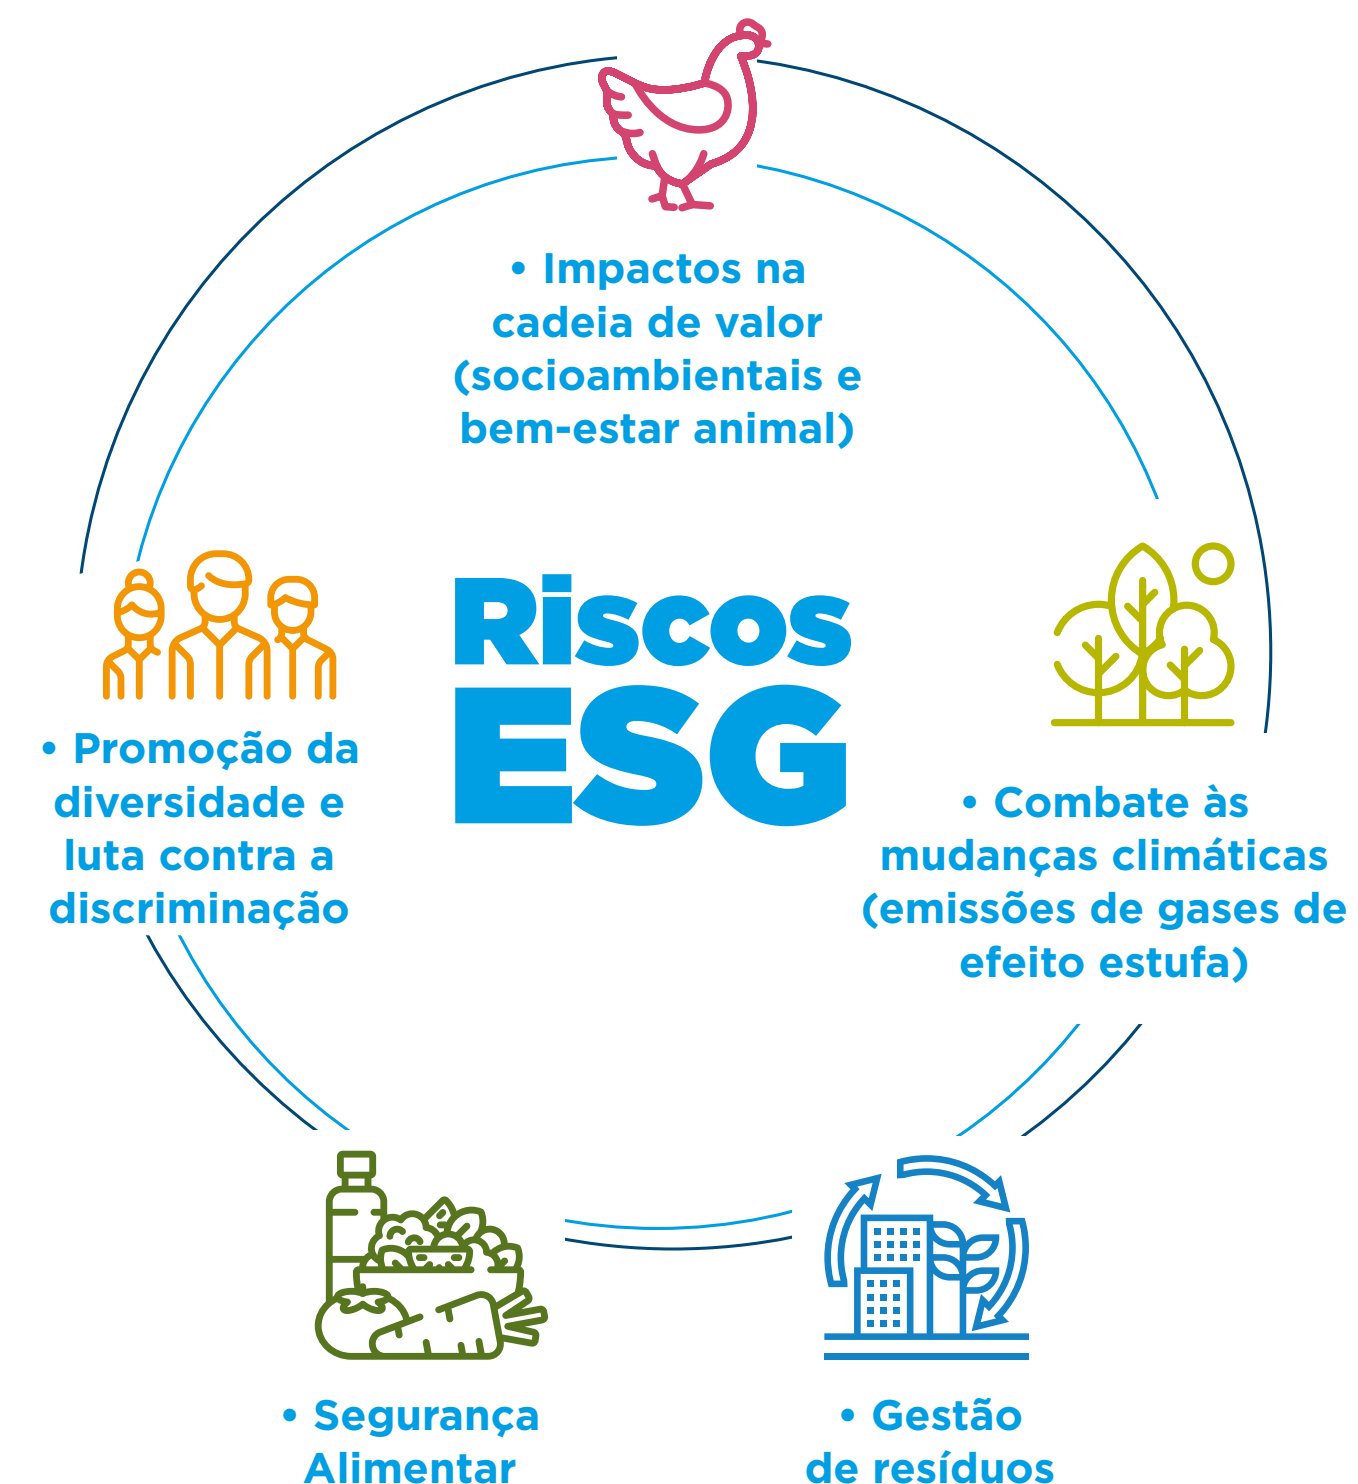 • Impactos na
cadeia de valor
(socioambientais e
bem-estar animal)
Riscos
ESG
• Promoção da
diversidade e
luta contra a
discriminação
• Combate às
mudanças climáticas
(emissões de gases de
efeito estufa)
• Segurança
Alimentar
• Gestão
de resíduos